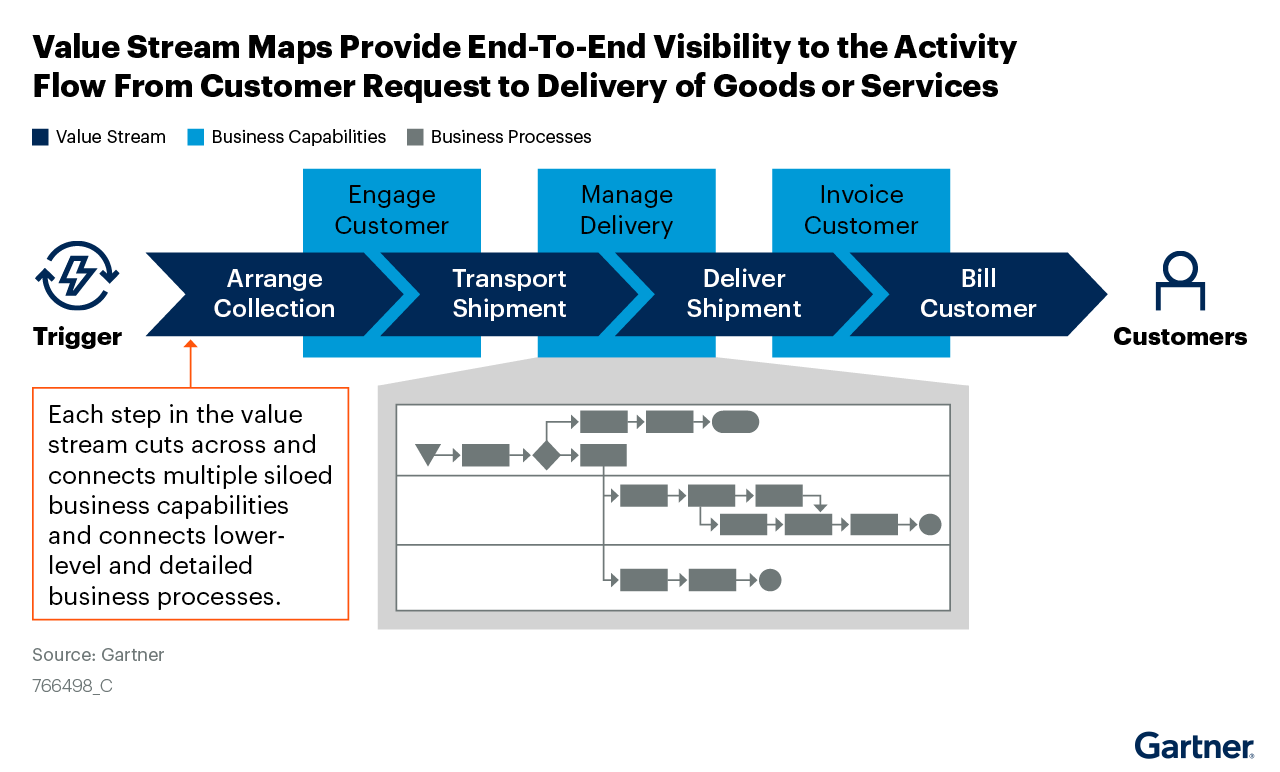 Value Stream Maps Provide End-To-End Visibility to the Activity
Flow From Customer Request to Delivery of Goods or Services
Value Stream
Business Capabilities
Business Processes
Engage
Customer
Manage
Delivery
Invoice
Customer
Trigger
Arrange
Collection
Transport
Shipment
Deliver
Shipment
Bill
Customer
Customers
Each step in the value
stream cuts across and
connects multiple siloed
business capabilities
and connects lower-
level and detailed
business processes.
Source: Gartner
766498_C
Gartner®